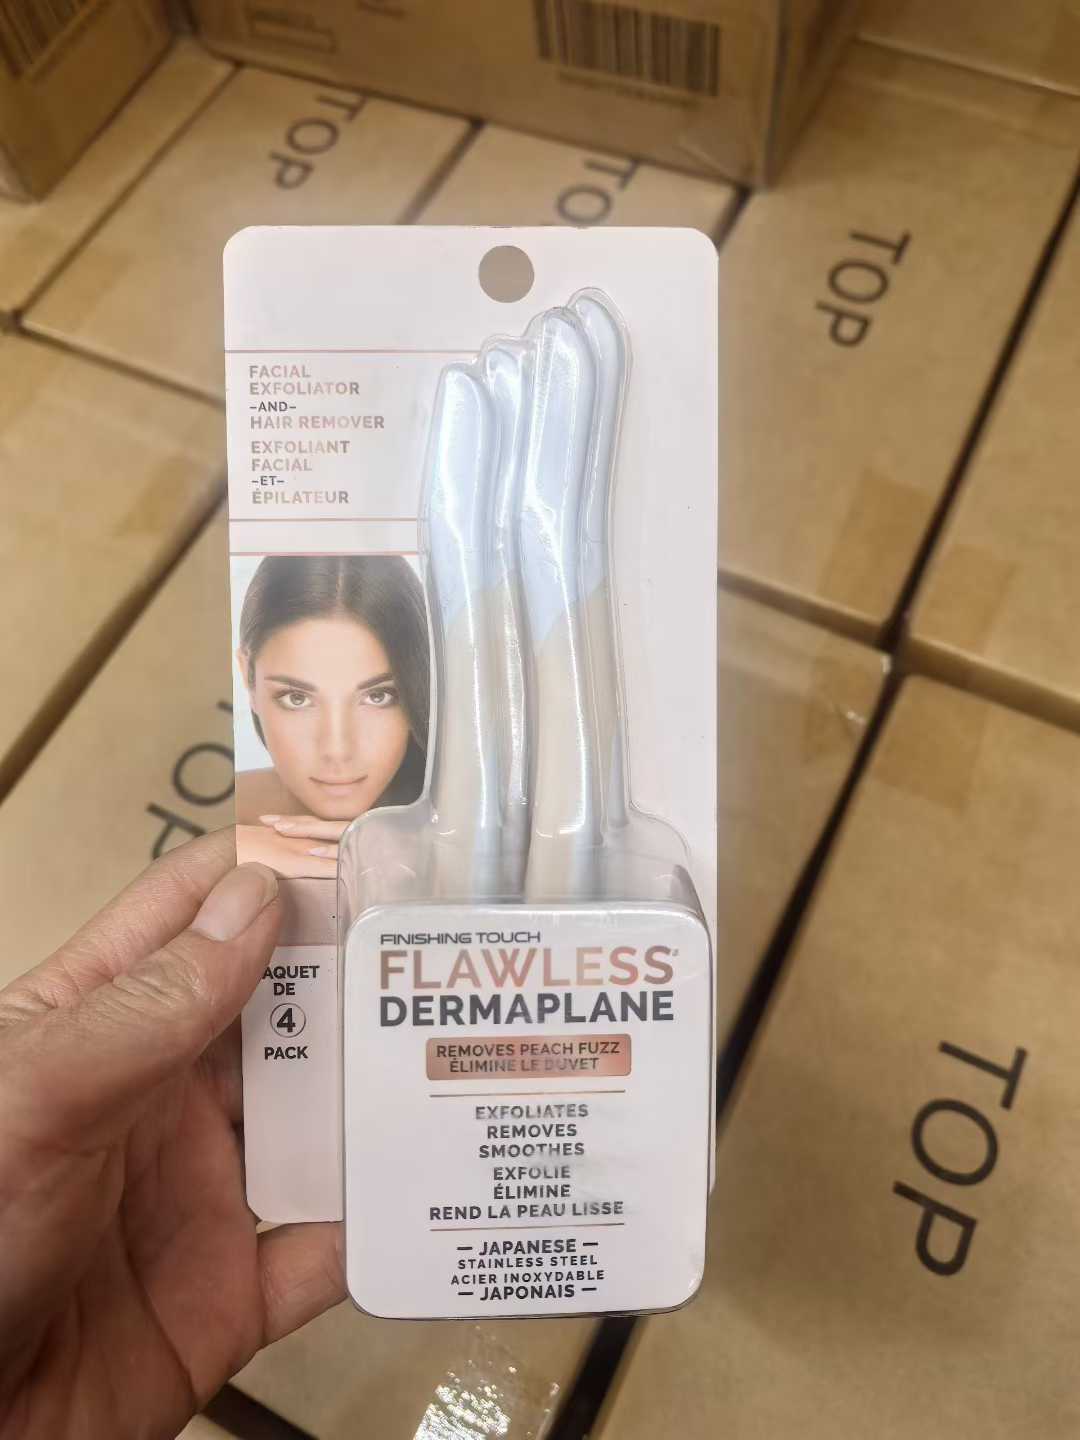 TOP
TOP
TOP
FACIAL
EXFOLIATOR
–AND–
HAIR REMOVER
EXFOLIANT
FACIAL
–ET–
ÉPILATEUR
TOP
AQUET
DE
4
PACK
FINISHING TOUCH
FLAWLESS
DERMAPLANE
REMOVES PEACH FUZZ
ÉLIMINE LE DUVET
EXFOLIATES
REMOVES
SMOOTHES
EXFOLIE
ÉLIMINE
REND LA PEAU LISSE
— JAPANESE —
STAINLESS STEEL
ACIER INOXYDABLE
— JAPONAIS —
TOP